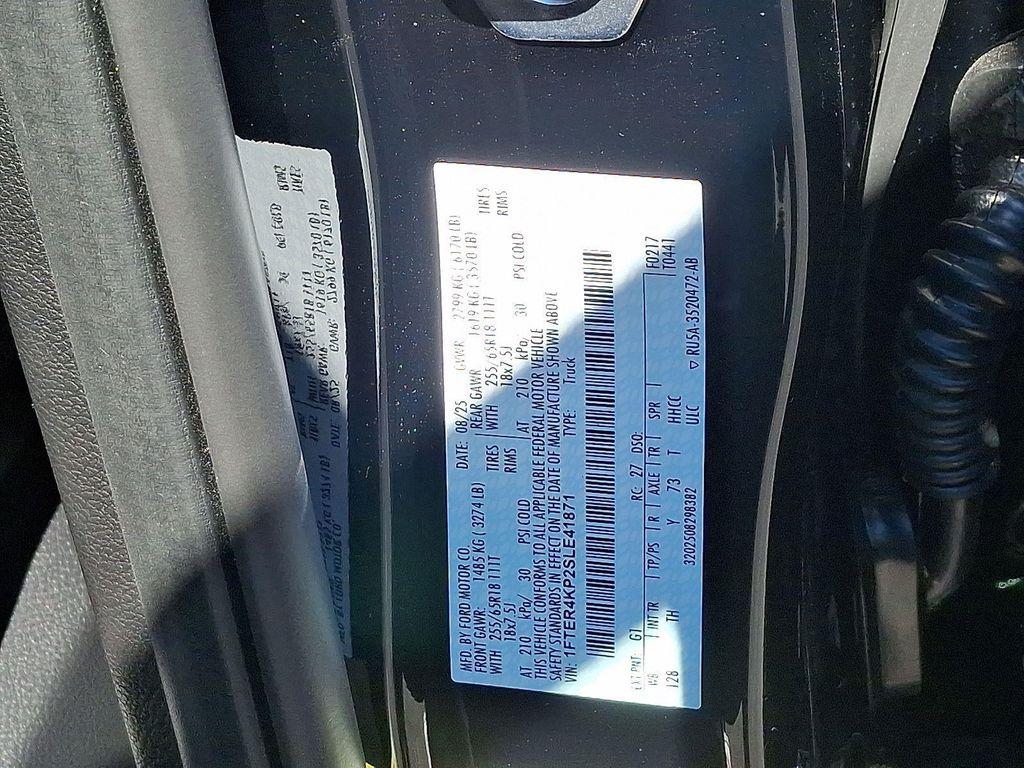 MFD. BY FORD MOTOR CO.
DATE: 08/25 GVWR 2799 KG ( 6170 LB)
FRONT GAWR: 1485 KG ( 3274 LB) REAR GAWR 1619 KG ( 3570 LB)
WITH 255/65R18 111T TIRES WITH 255/65R18 111T TIRES
18x7.5J RIMS 18x7.5J RIMS
AT 210 kPa/ 30 PSI COLD AT 210 kPa/ 30 PSI COLD
THIS VEHICLE CONFORMS TO ALL APPLICABLE FEDERAL MOTOR VEHICLE
SAFETY STANDARDS IN EFFECT ON THE DATE OF MANUFACTURE SHOWN ABOVE
VIN: 1FTER4KP2SLE41871 TYPE: Truck
EXT PNT: G1 RC: 27 DSO: F0217
WB INT TR TP/PS R AXLE TR SPR T0441
128 TH Y 73 T HHCC
ULC
3202508298382 RU5A-3520472-AB